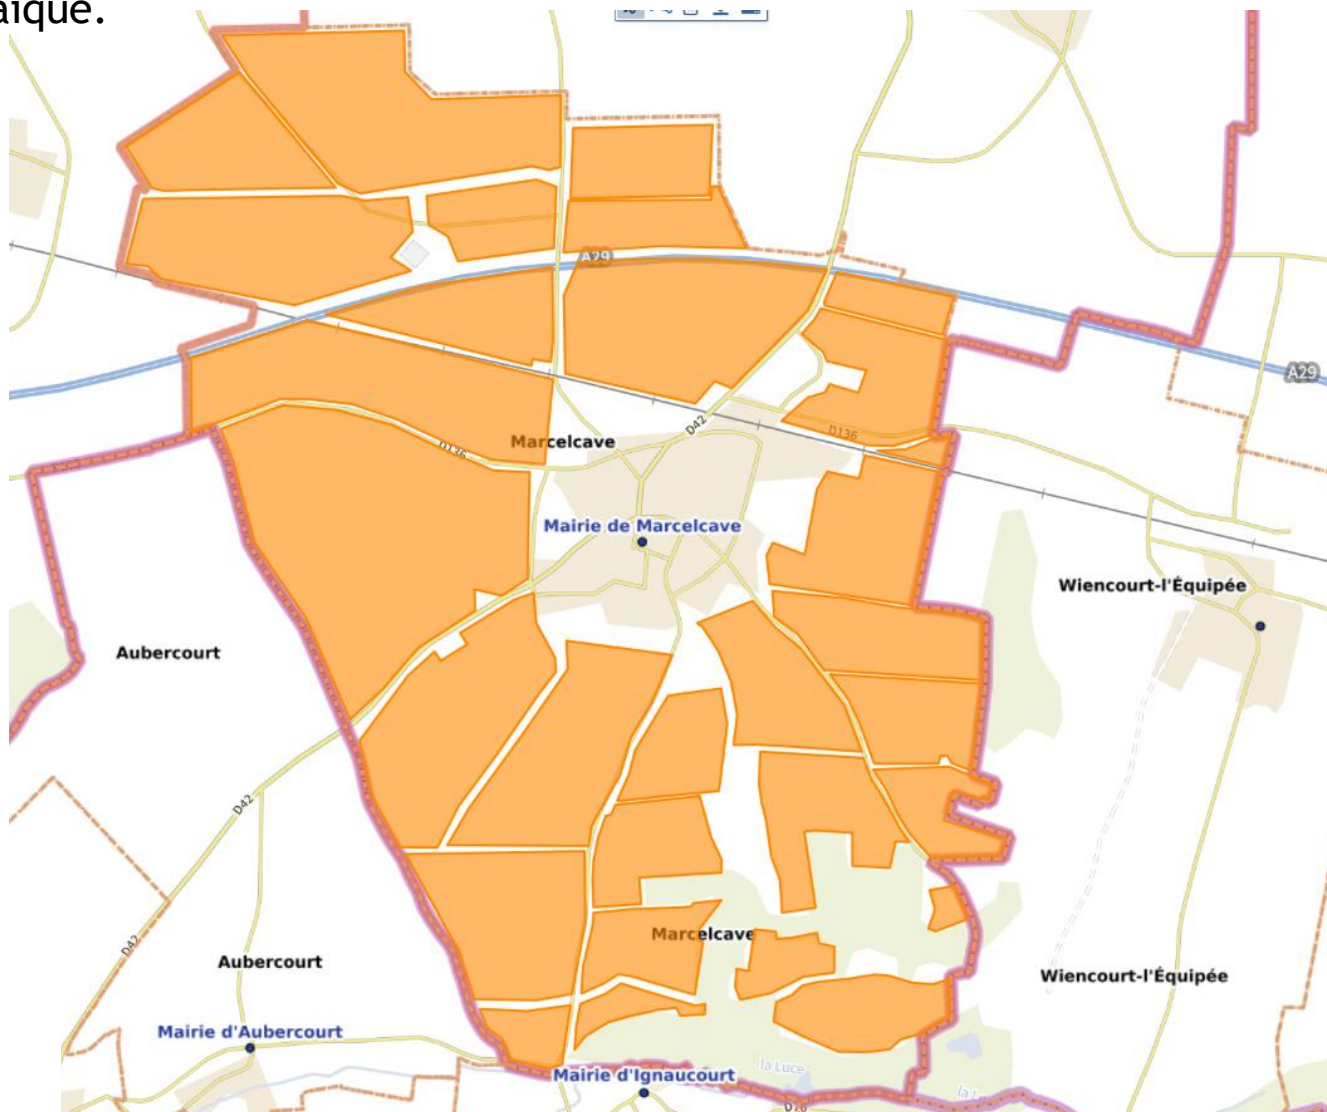 aïque.
A29
A29
D42
D136
Marcelcave
D136
Mairie de Marcelcave
Wiencourt-l'Équipée
Aubercourt
D42
Marcelcave
D42
Aubercourt
Wiencourt-l'Équipée
Mairie d'Aubercourt
la Luce
Mairie d'Ignaucourt
D76